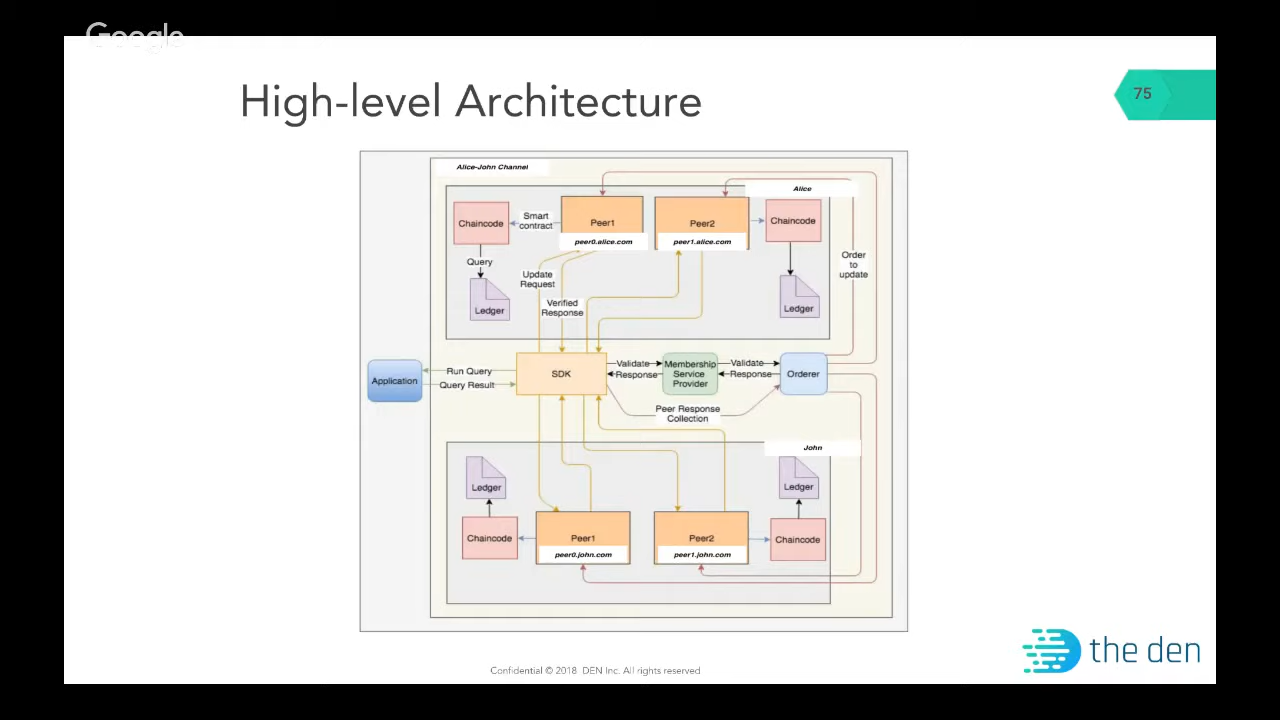 Google
High-level Architecture
75
Alice-John Channel
Alice
Chaincode
Smart
contract
Peer1
peer0.alice.com
Peer2
peer1.alice.com
Chaincode
Query
Ledger
Update
Request
Verified
Response
Ledger
Order
to
update
Application
Run Query
Query Result
SDK
Validate
Response
Membership
Service
Provider
Validate
Response
Orderer
Peer Response
Collection
John
Ledger
Ledger
Chaincode
Peer1
peer0.john.com
Peer2
peer1.john.com
Chaincode
the den
Confidential © 2018 DEN Inc. All rights reserved